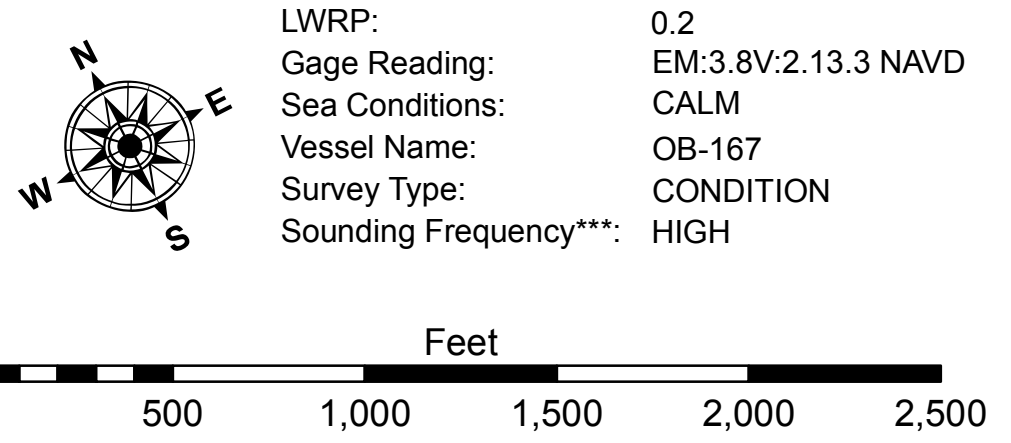 N
E
W
S
LWRP: 0.2
Gage Reading: EM:3.8V:2.13.3 NAVD
Sea Conditions: CALM
Vessel Name: OB-167
Survey Type: CONDITION
Sounding Frequency***: HIGH
Feet
500 1,000 1,500 2,000 2,500